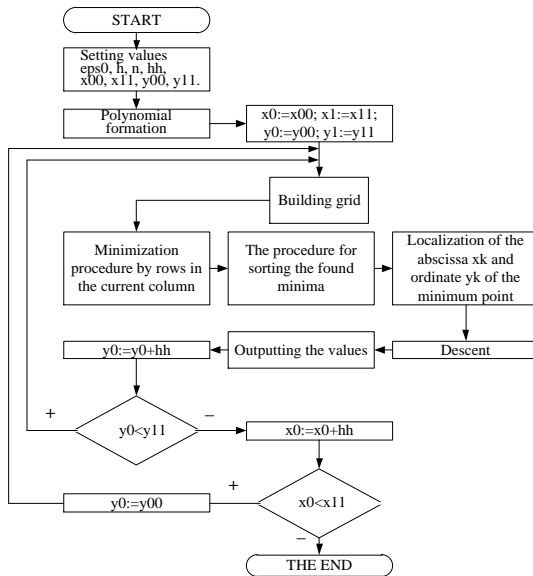 START
Setting values
eps0, h, n, hh,
x00, x11, y00, y11.
Polynomial
formation
x0:=x00; x1:=x11;
y0:=y00; y1:=y11
Building grid
Minimization
procedure by rows in
the current column
The procedure for
sorting the found
minima
Localization of the
abscissa xk and
ordinate yk of the
minimum point
y0:=y0+hh
Outputting the values
Descent
+
y0<y11
–
x0:=x0+hh
y0:=y00
+
x0<x11
–
THE END